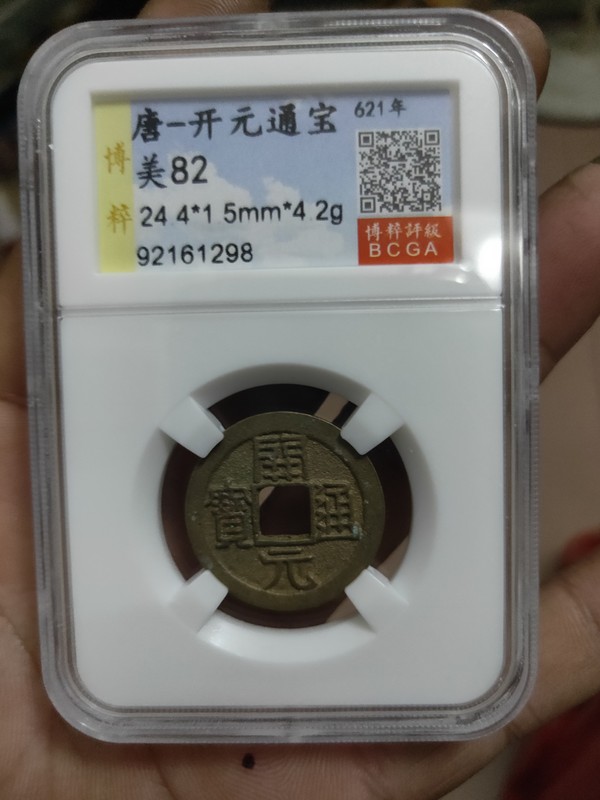 博粹
唐-开元通宝
621年
美82
24.4*1.5mm*4.2g
92161298
博粹評級
BCGA
開元通寳